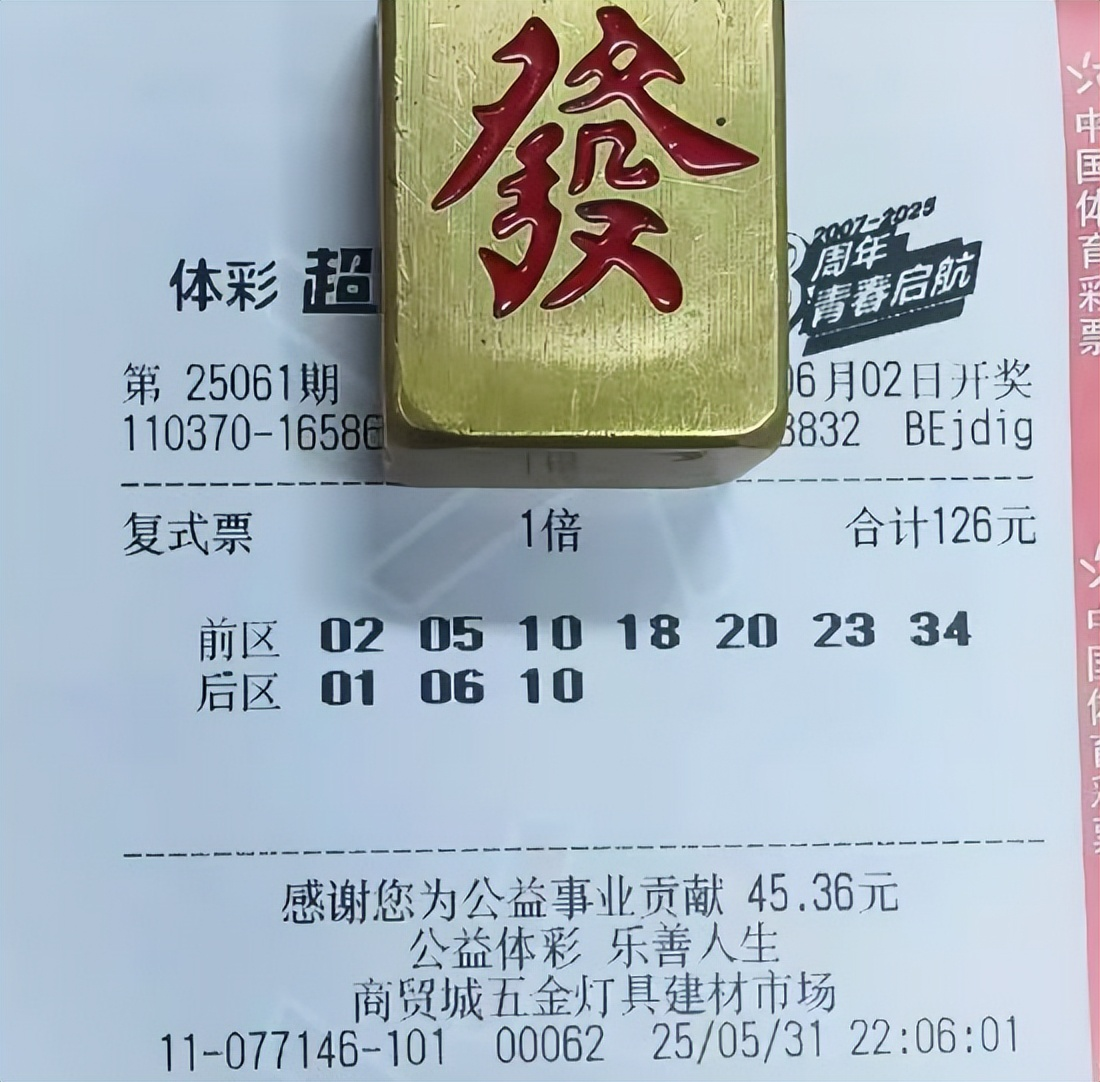 發
体彩 超
2007-2025
周年
青春启航
第 25061期 06月02日开奖
110370-16586 8832 BEjdig
复式票 1倍 合计126元
前区 02 05 10 18 20 23 34
后区 01 06 10
感谢您为公益事业贡献 45.36元
公益体彩 乐善人生
商贸城五金灯具建材市场
11-077146-101 00062 25/05/31 22:06:01
中国体育彩票
中国体育彩票